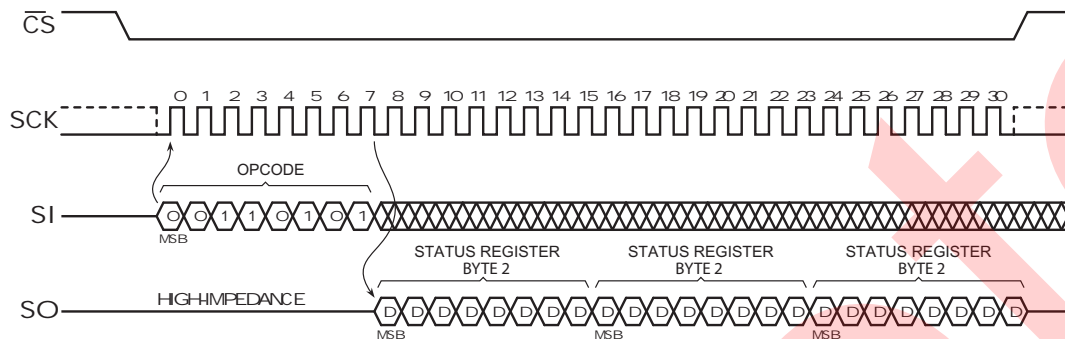 CS
SCK
0 1 2 3 4 5 6 7 8 9 10 11 12 13 14 15 16 17 18 19 20 21 22 23 24 25 26 27 28 29 30
OPCODE
SI
0 0 1 1 0 1 0 1
MSB
STATUS REGISTER
BYTE 2
STATUS REGISTER
BYTE 2
STATUS REGISTER
BYTE 2
SO
HIGH-IMPEDANCE
D D D D D D D D D D D D D D D D D D D D D D D D
MSB
MSB
MSB